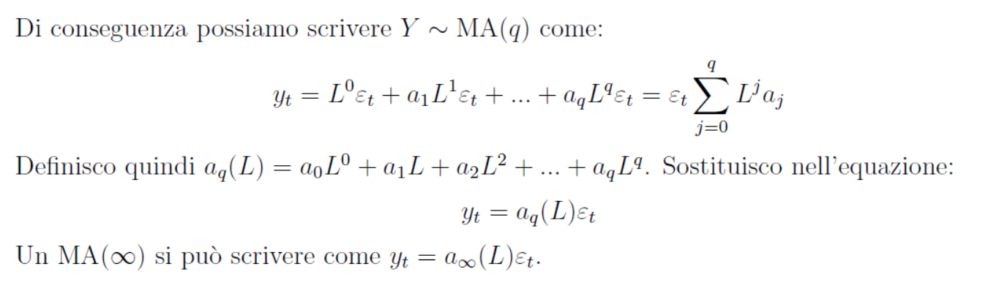 Di conseguenza possiamo scrivere $Y \sim \mathrm{MA}(q)$ come:
$$y_t = L^0\varepsilon_t + a_1L^1\varepsilon_t + ... + a_qL^q\varepsilon_t = \varepsilon_t \sum_{j=0}^{q} L^j a_j$$
Definisco quindi $a_q(L) = a_0L^0 + a_1L + a_2L^2 + ... + a_qL^q$. Sostituisco nell'equazione:
$$y_t = a_q(L)\varepsilon_t$$
Un $\mathrm{MA}(\infty)$ si può scrivere come $y_t = a_\infty(L)\varepsilon_t$.